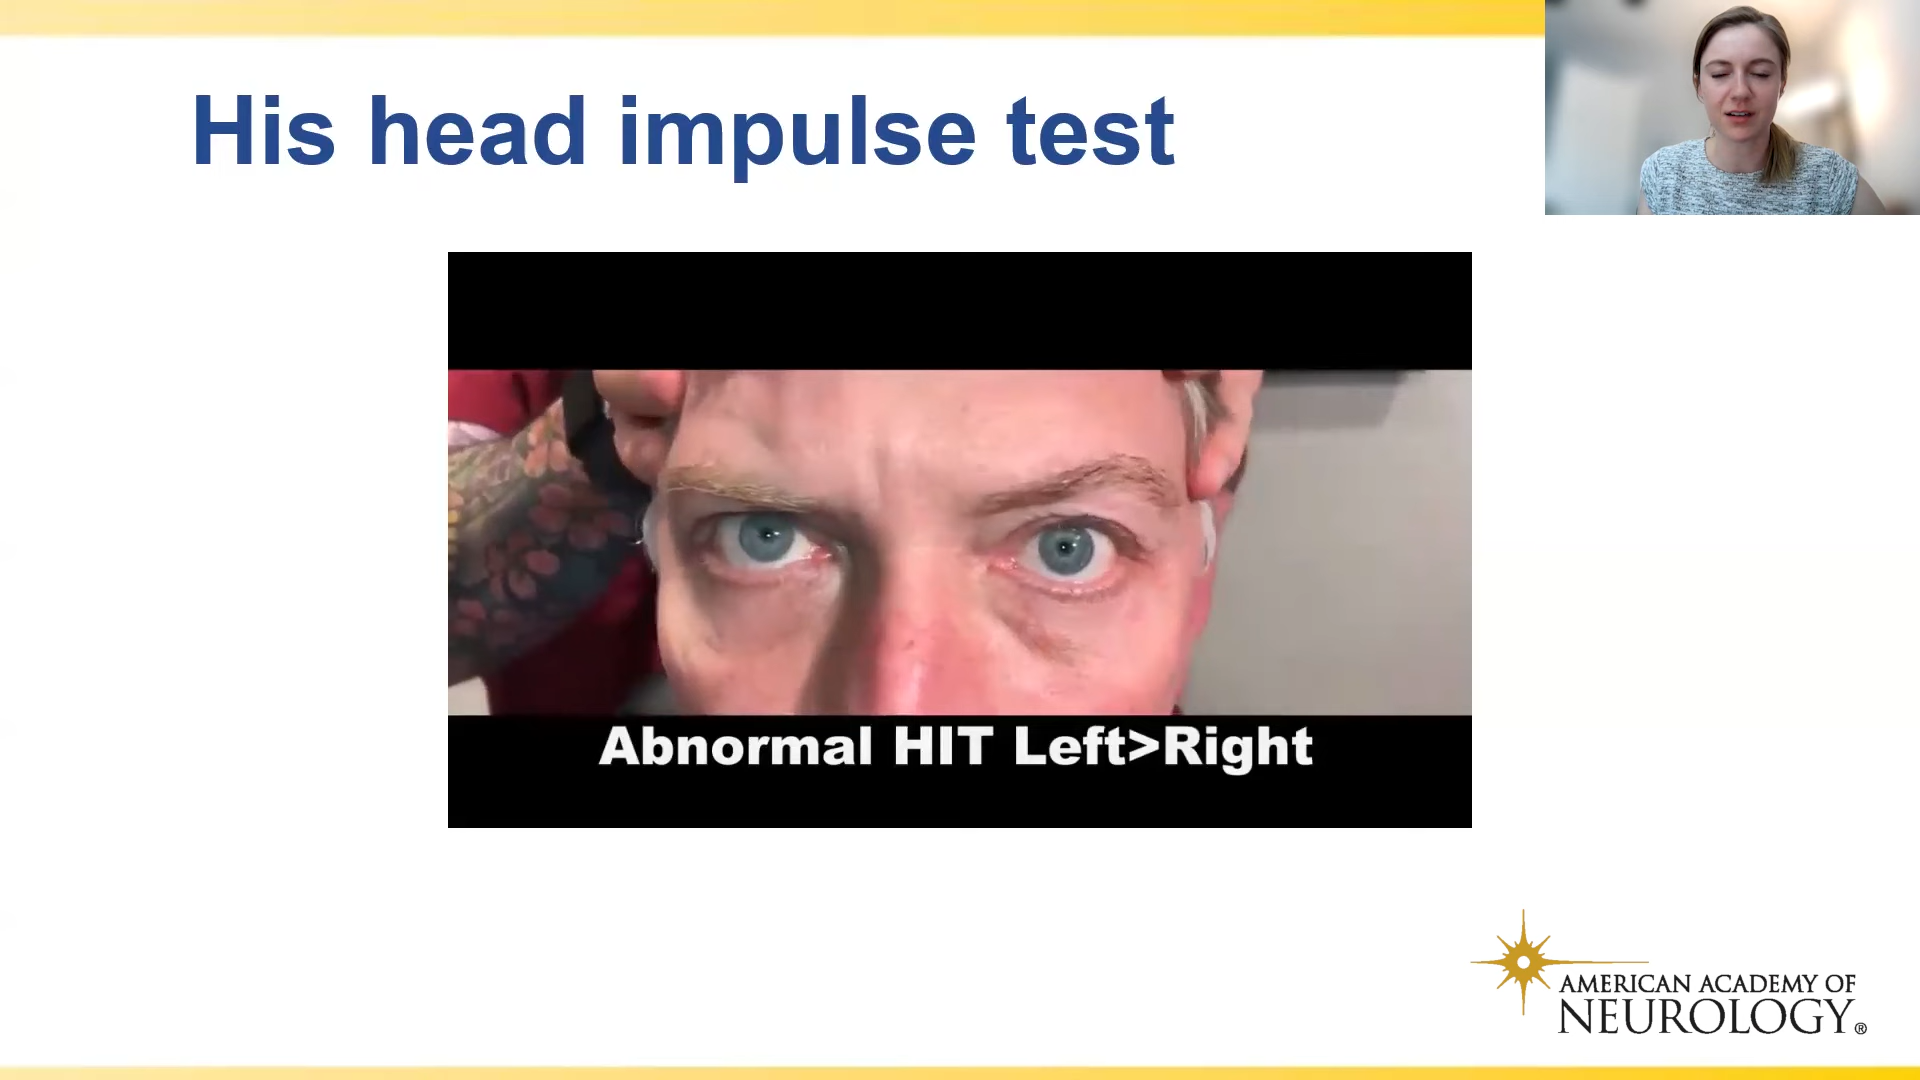 His head impulse test
Abnormal HIT Left>Right
AMERICAN ACADEMY OF
NEUROLOGY®